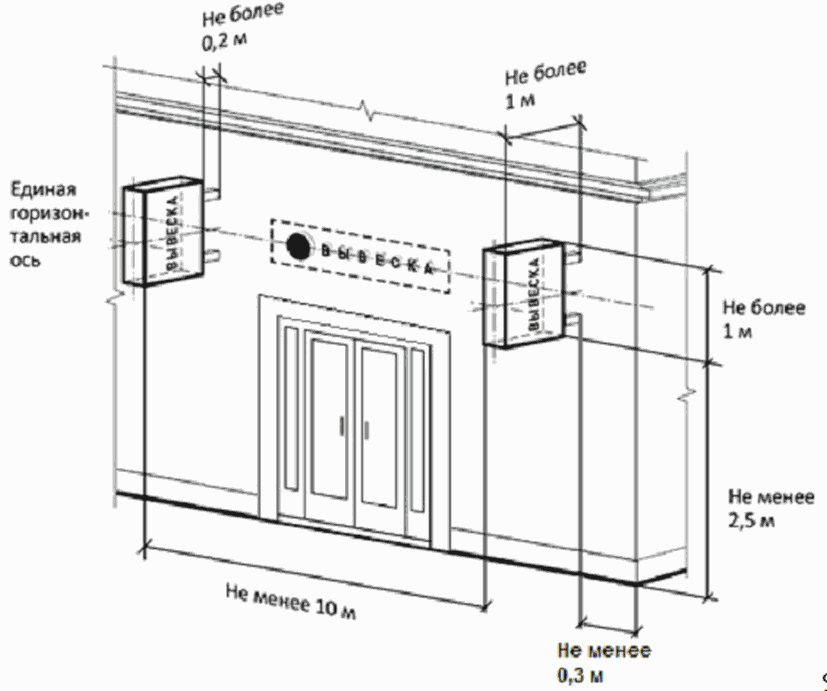 Не более
0,2 м
Не более
1 м
Единая
горизон-
тальная
ось
ВЫВЕСКА
ВЫВЕСКА
ВЫВЕСКА
Не более
1 м
Не менее
2,5 м
Не менее 10 м
Не менее
0,3 м